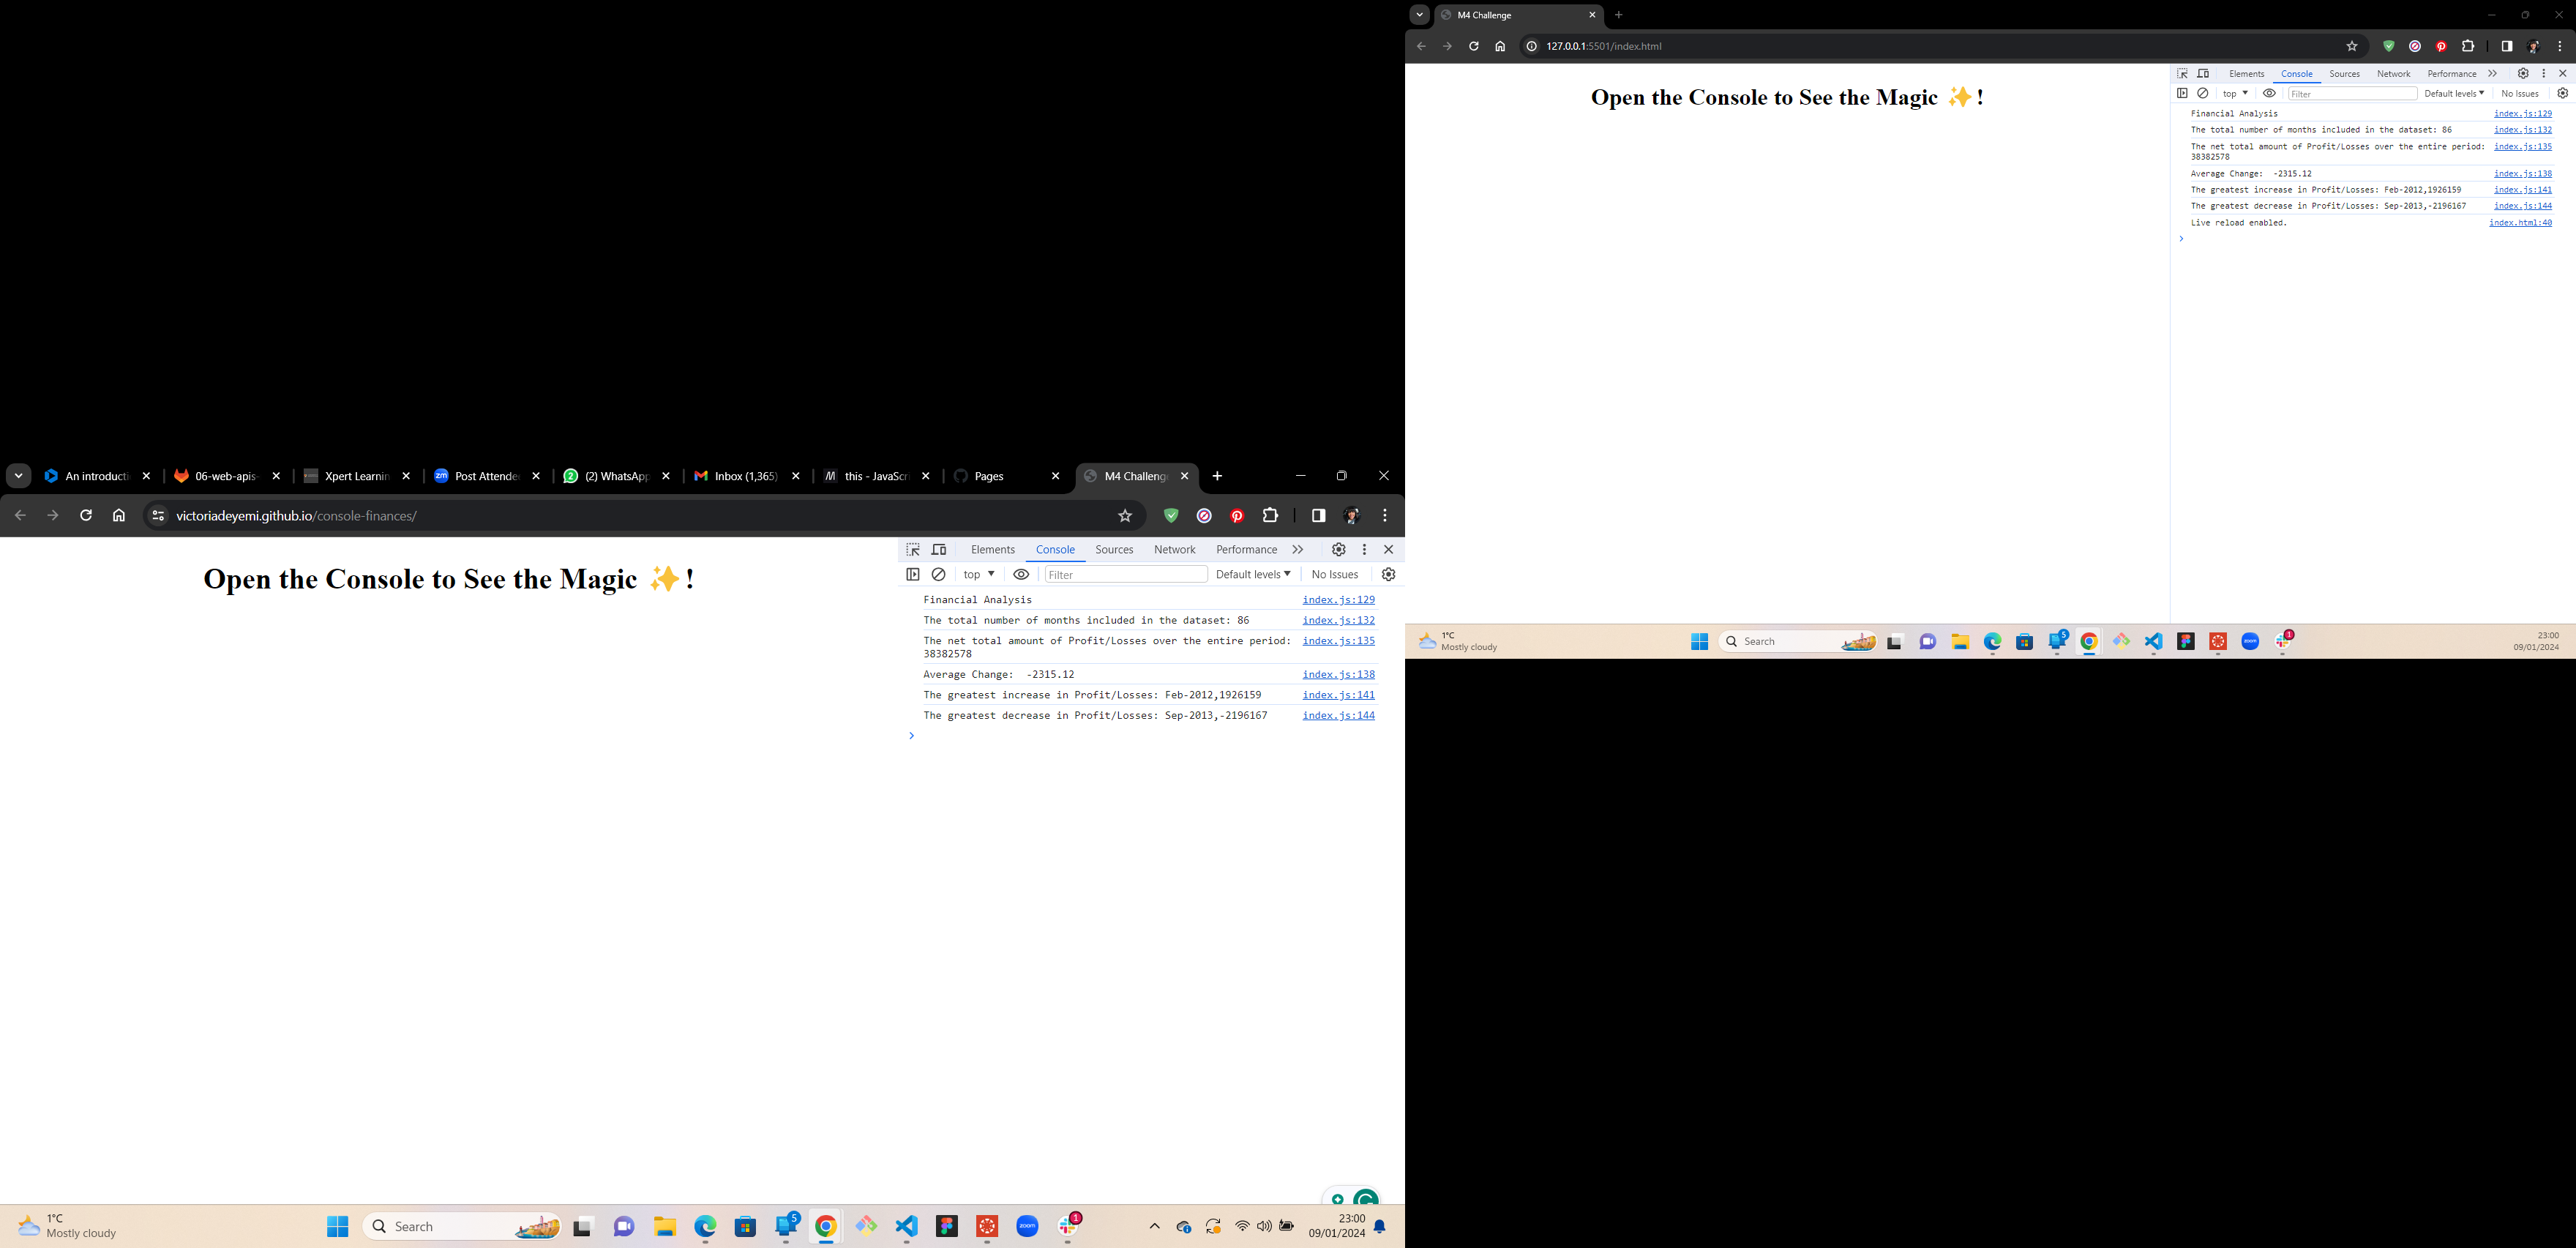 An introducti
06-web-apis-
Xpert Learnin
Post Attende
(2) WhatsApp
Inbox (1,365)
this - JavaScr
Pages
M4 Challeng
victoriadeyemi.github.io/console-finances/
Open the Console to See the Magic ✨!
Elements Console Sources Network Performance
top Filter Default levels No Issues
Financial Analysis index.js:129
The total number of months included in the dataset: 86 index.js:132
The net total amount of Profit/Losses over the entire period: index.js:135
38382578
Average Change: -2315.12 index.js:138
The greatest increase in Profit/Losses: Feb-2012,1926159 index.js:141
The greatest decrease in Profit/Losses: Sep-2013,-2196167 index.js:144
1°C
Mostly cloudy
Search
5
zoom
1
23:00
09/01/2024
M4 Challenge
127.0.0.1:5501/index.html
Open the Console to See the Magic ✨!
Elements Console Sources Network Performance
top Filter Default levels No Issues
Financial Analysis index.js:129
The total number of months included in the dataset: 86 index.js:132
The net total amount of Profit/Losses over the entire period: index.js:135
38382578
Average Change: -2315.12 index.js:138
The greatest increase in Profit/Losses: Feb-2012,1926159 index.js:141
The greatest decrease in Profit/Losses: Sep-2013,-2196167 index.js:144
Live reload enabled. index.html:40
1°C
Mostly cloudy
Search
5
zoom
1
23:00
09/01/2024